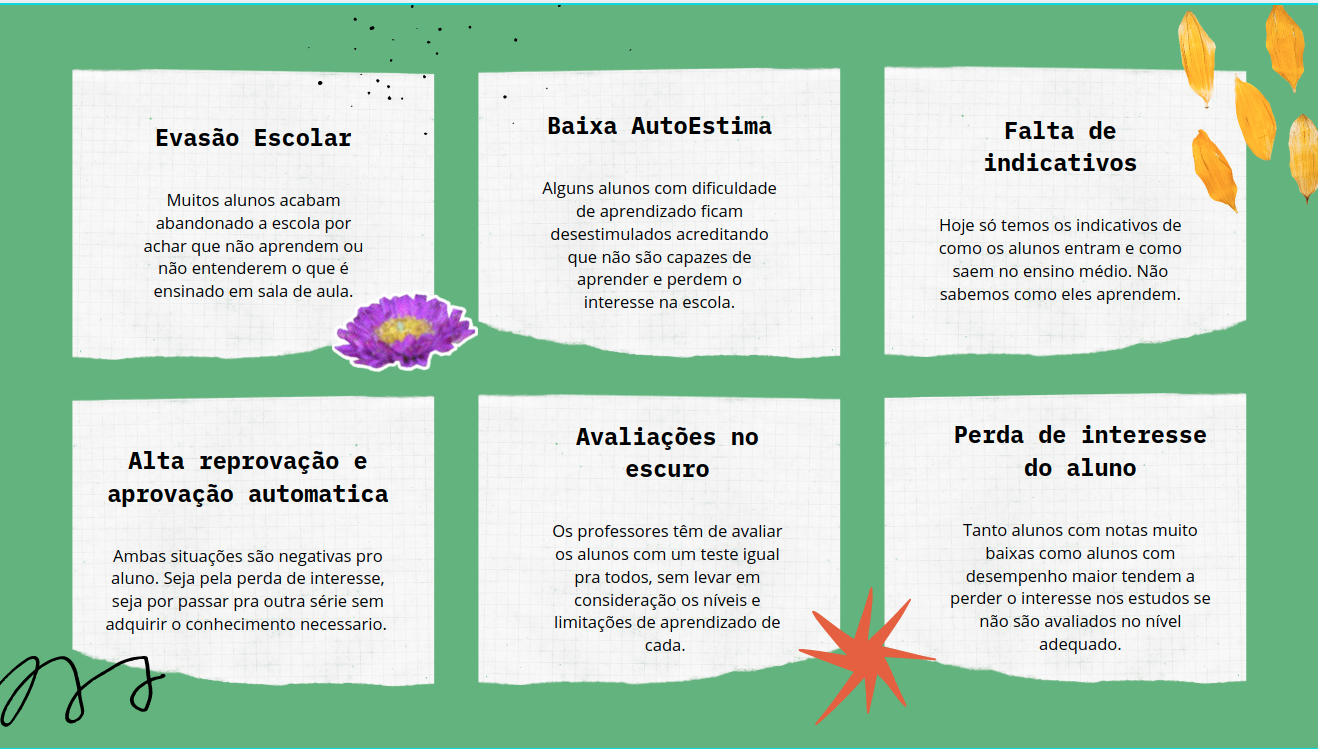 Evasão Escolar
Muitos alunos acabam
abandonado a escola por
achar que não aprendem ou
não entenderem o que é
ensinado em sala de aula.
Baixa AutoEstima
Alguns alunos com dificuldade
de aprendizado ficam
desestimulados acreditando
que não são capazes de
aprender e perdem o
interesse na escola.
Falta de
indicativos
Hoje só temos os indicativos de
como os alunos entram e como
saem no ensino médio. Não
sabemos como eles aprendem.
Alta reprovação e
aprovação automatica
Ambas situações são negativas pro
aluno. Seja pela perda de interesse,
seja por passar pra outra série sem
adquirir o conhecimento necessario.
Avaliações no
escuro
Os professores têm de avaliar
os alunos com um teste igual
pra todos, sem levar em
consideração os níveis e
limitações de aprendizado de
cada.
Perda de interesse
do aluno
Tanto alunos com notas muito
baixas como alunos com
desempenho maior tendem a
perder o interesse nos estudos se
não são avaliados no nível
adequado.